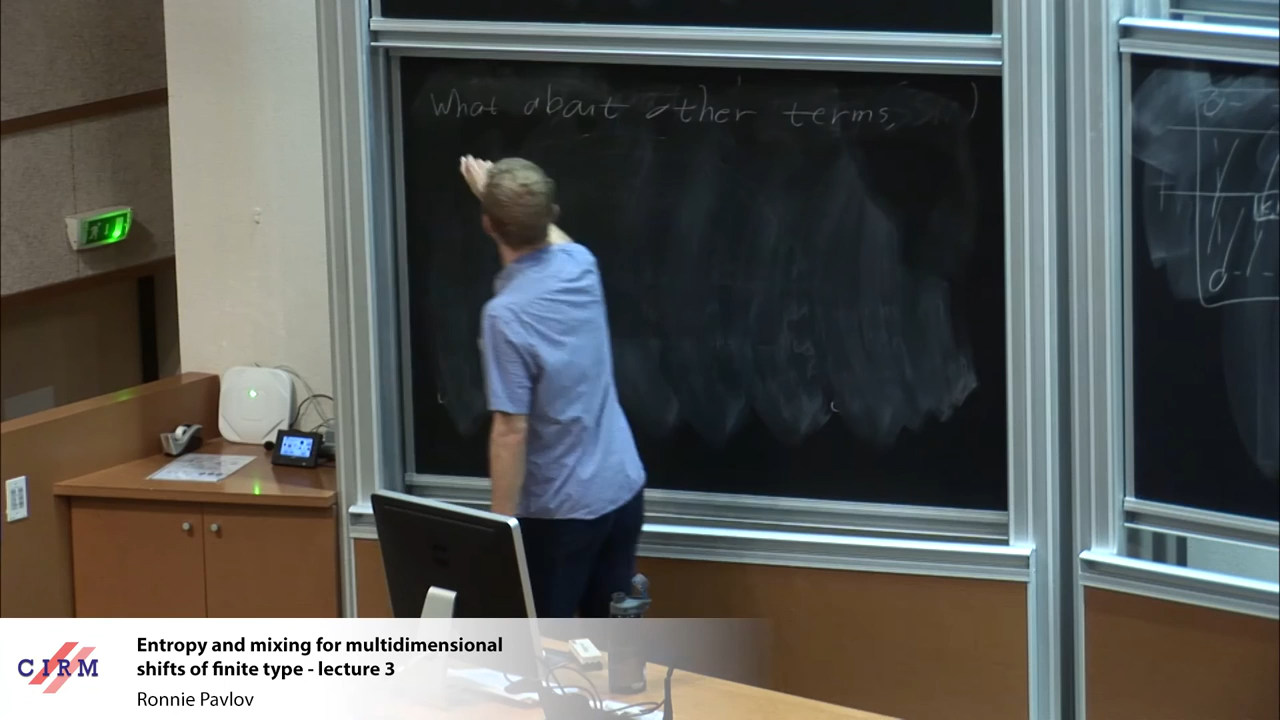 What about other terms, )
CIRM
Entropy and mixing for multidimensional
shifts of finite type - lecture 3
Ronnie Pavlov